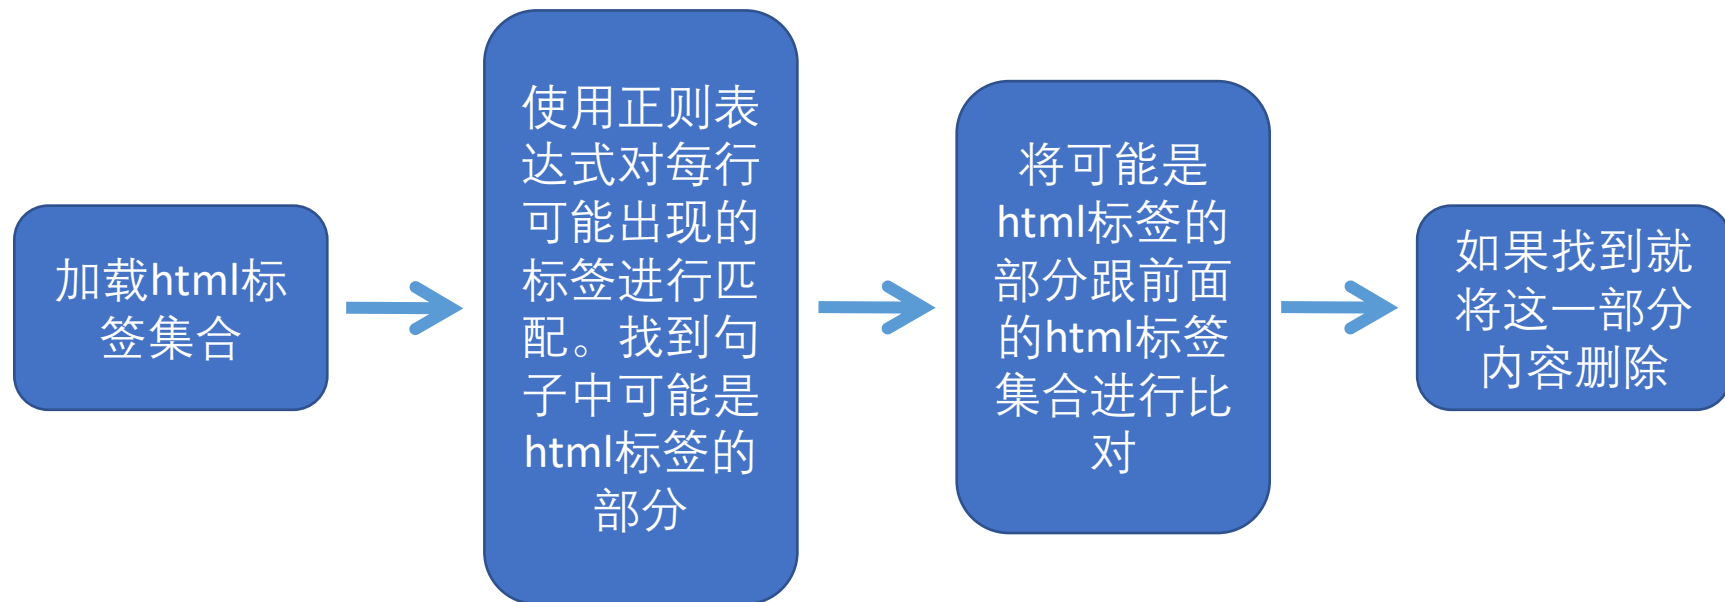 加载html标
签集合
使用正则表
达式对每行
可能出现的
标签进行匹
配。找到句
子中可能是
html标签的
部分
将可能是
html标签的
部分跟前面
的html标签
集合进行比
对
如果找到就
将这一部分
内容删除